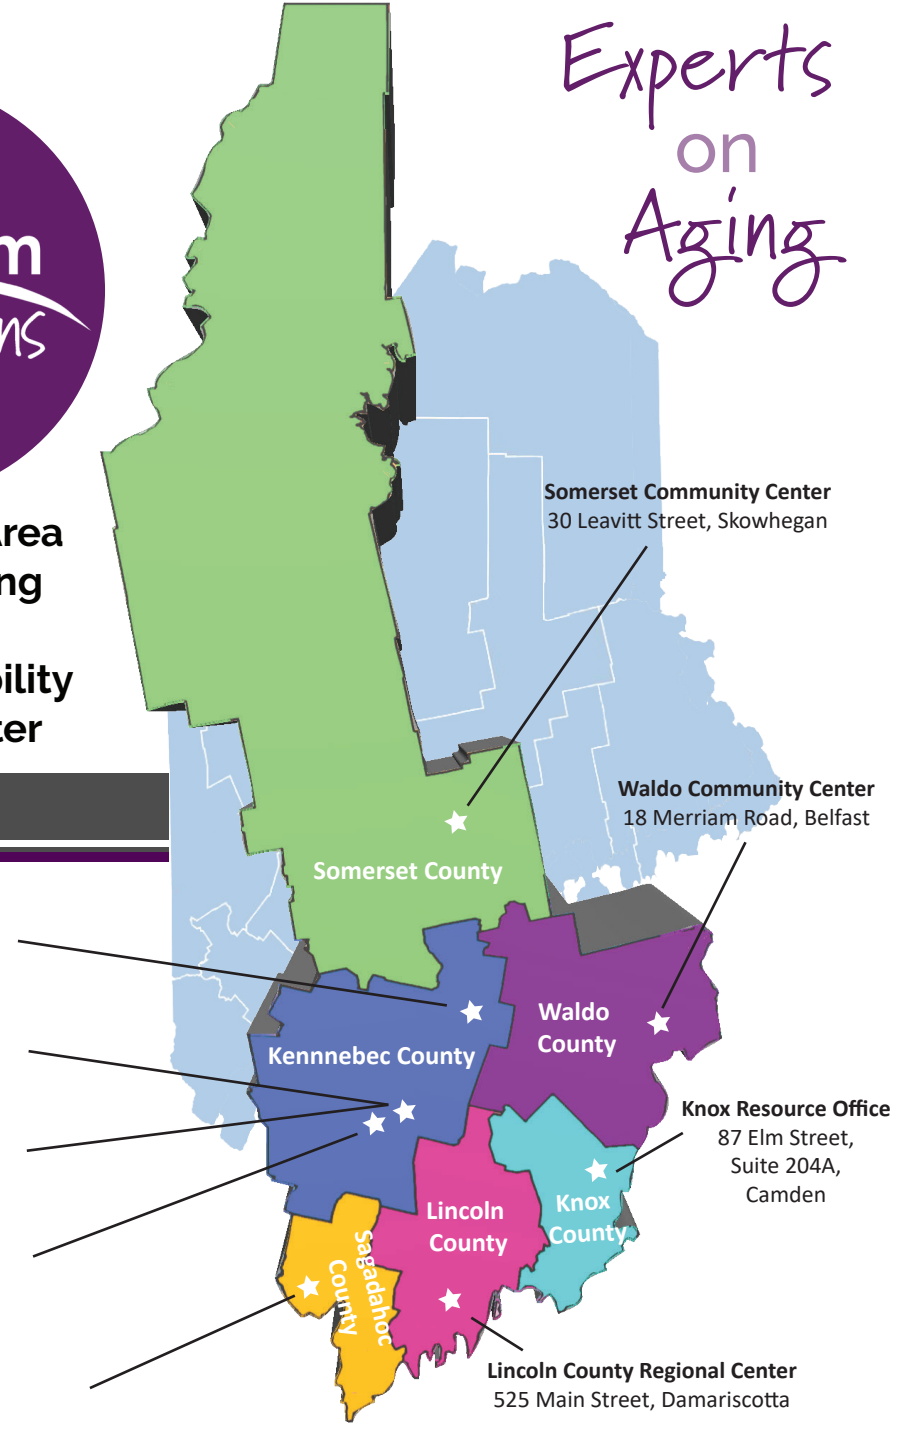 Experts
on
Aging
m
ns
rea
ng
ility
ter
Somerset Community Center
30 Leavitt Street, Skowhegan
Waldo Community Center
18 Merriam Road, Belfast
Somerset County
Waldo
County
Kennnebec County
Knox Resource Office
87 Elm Street,
Suite 204A,
Camden
Knox
County
Lincoln
County
Sagadahoc
County
Lincoln County Regional Center
525 Main Street, Damariscotta